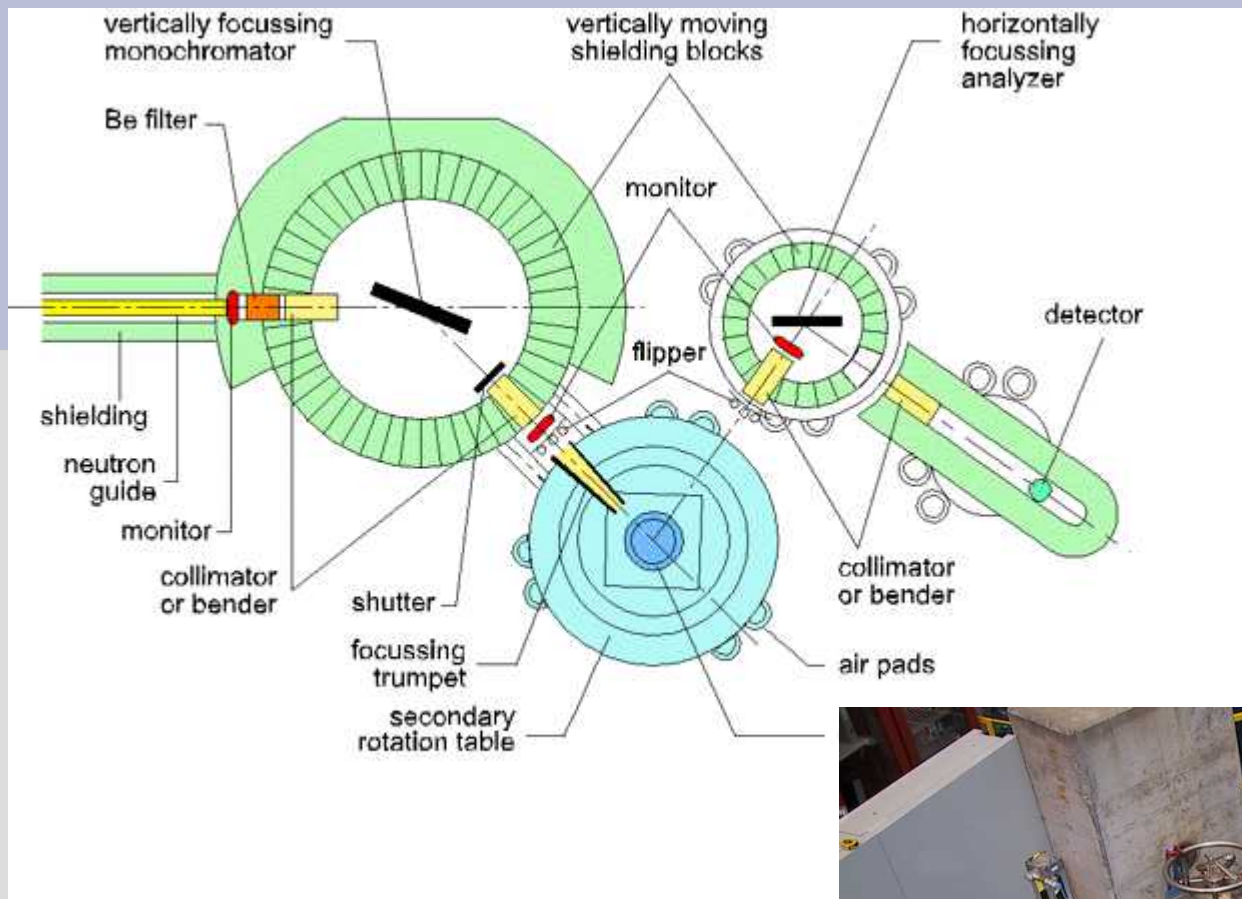 vertically focussing
monochromator
vertically moving
shielding blocks
horizontally
focussing
analyzer
Be filter
monitor
detector
flipper
shielding
neutron
guide
monitor
collimator
or bender
shutter
collimator
or bender
focussing
trumpet
air pads
secondary
rotation table